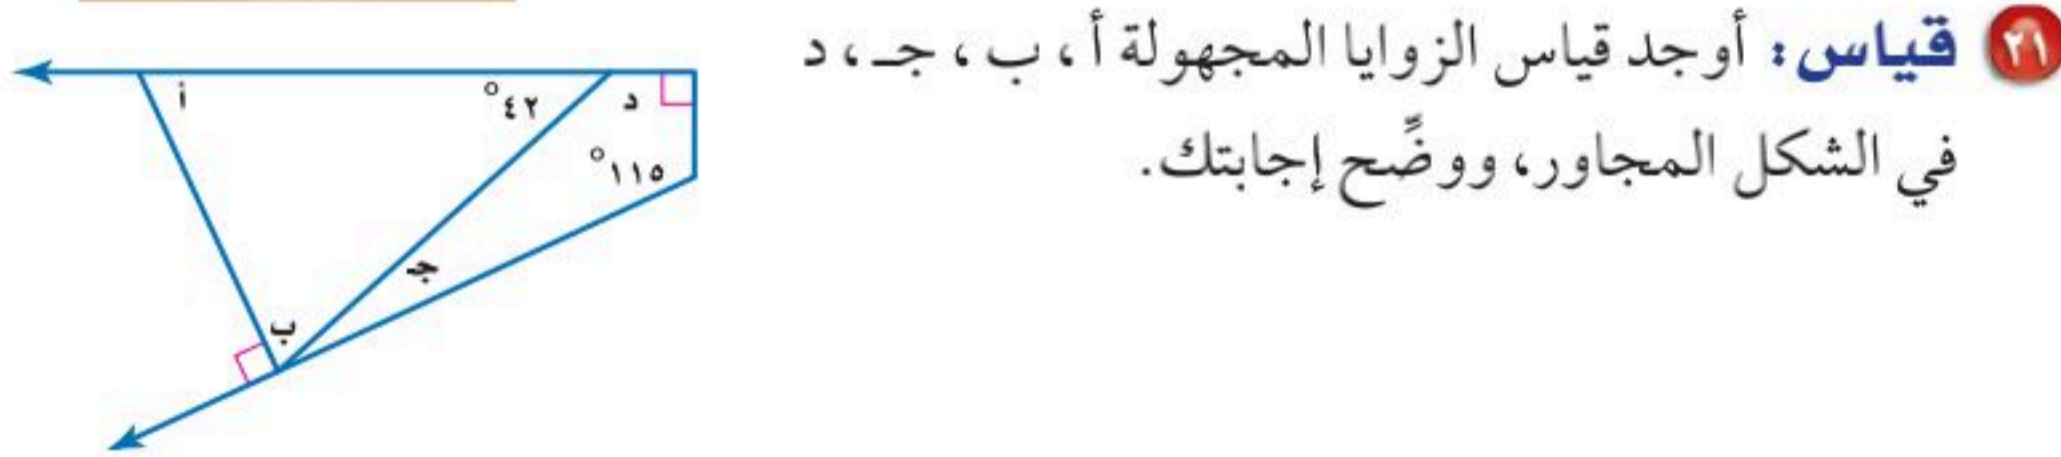 ٢١ قياس: أوجد قياس الزوايا المجهولة أ، ب، جـ، د
في الشكل المجاور، ووضِّح إجابتك.
أ
٤٢°
د
١١٥°
جـ
ب